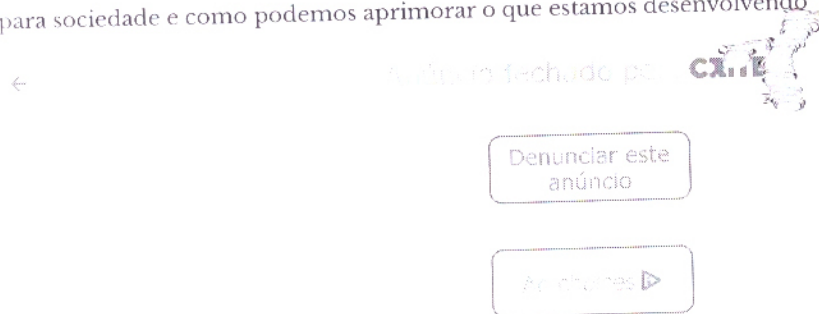 para sociedade e como podemos aprimorar o que estamos desenvolvendo
←
Denunciar este
anúncio